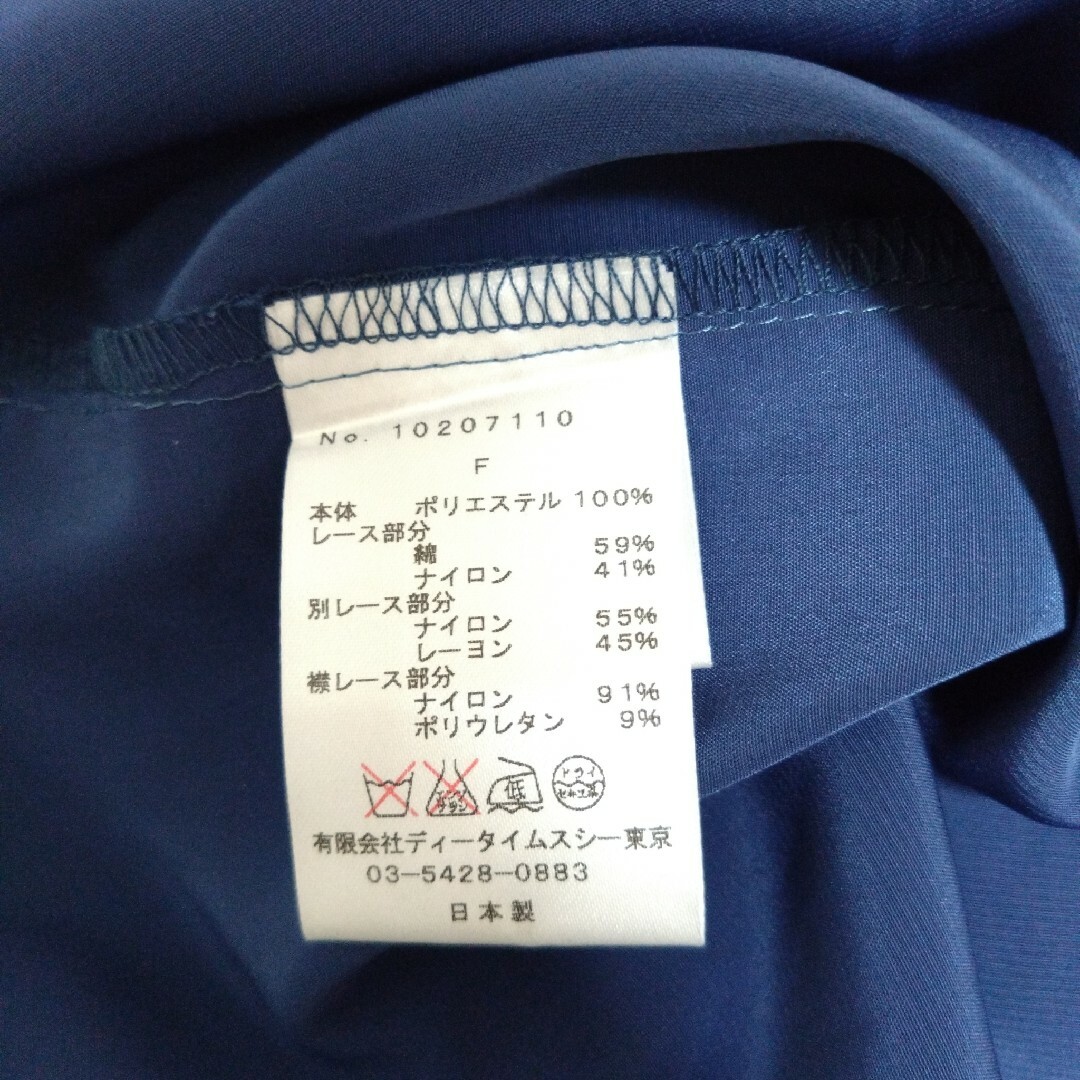 No. 10207110
F
本体 ポリエステル 100%
レース部分
綿 59%
ナイロン 41%
別レース部分
ナイロン 55%
レーヨン 45%
襟レース部分
ナイロン 91%
ポリウレタン 9%
低 ドライ
セキユ系
有限会社ディータイムスシー東京
03-5428-0883
日本製